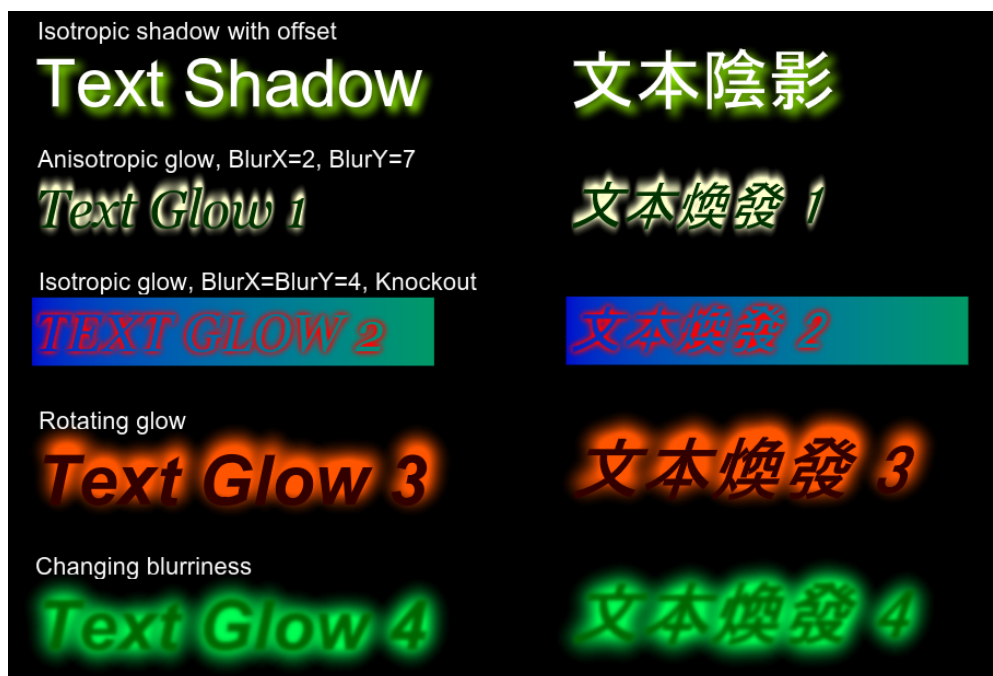 Isotropic shadow with offset
Text Shadow 文本陰影
Anisotropic glow, BlurX=2, BlurY=7
Text Glow 1 文本煥發 1
Isotropic glow, BlurX=BlurY=4, Knockout
TEXT GLOW 2 文本煥發 2
Rotating glow
Text Glow 3 文本煥發 3
Changing blurriness
Text Glow 4 文本煥發 4